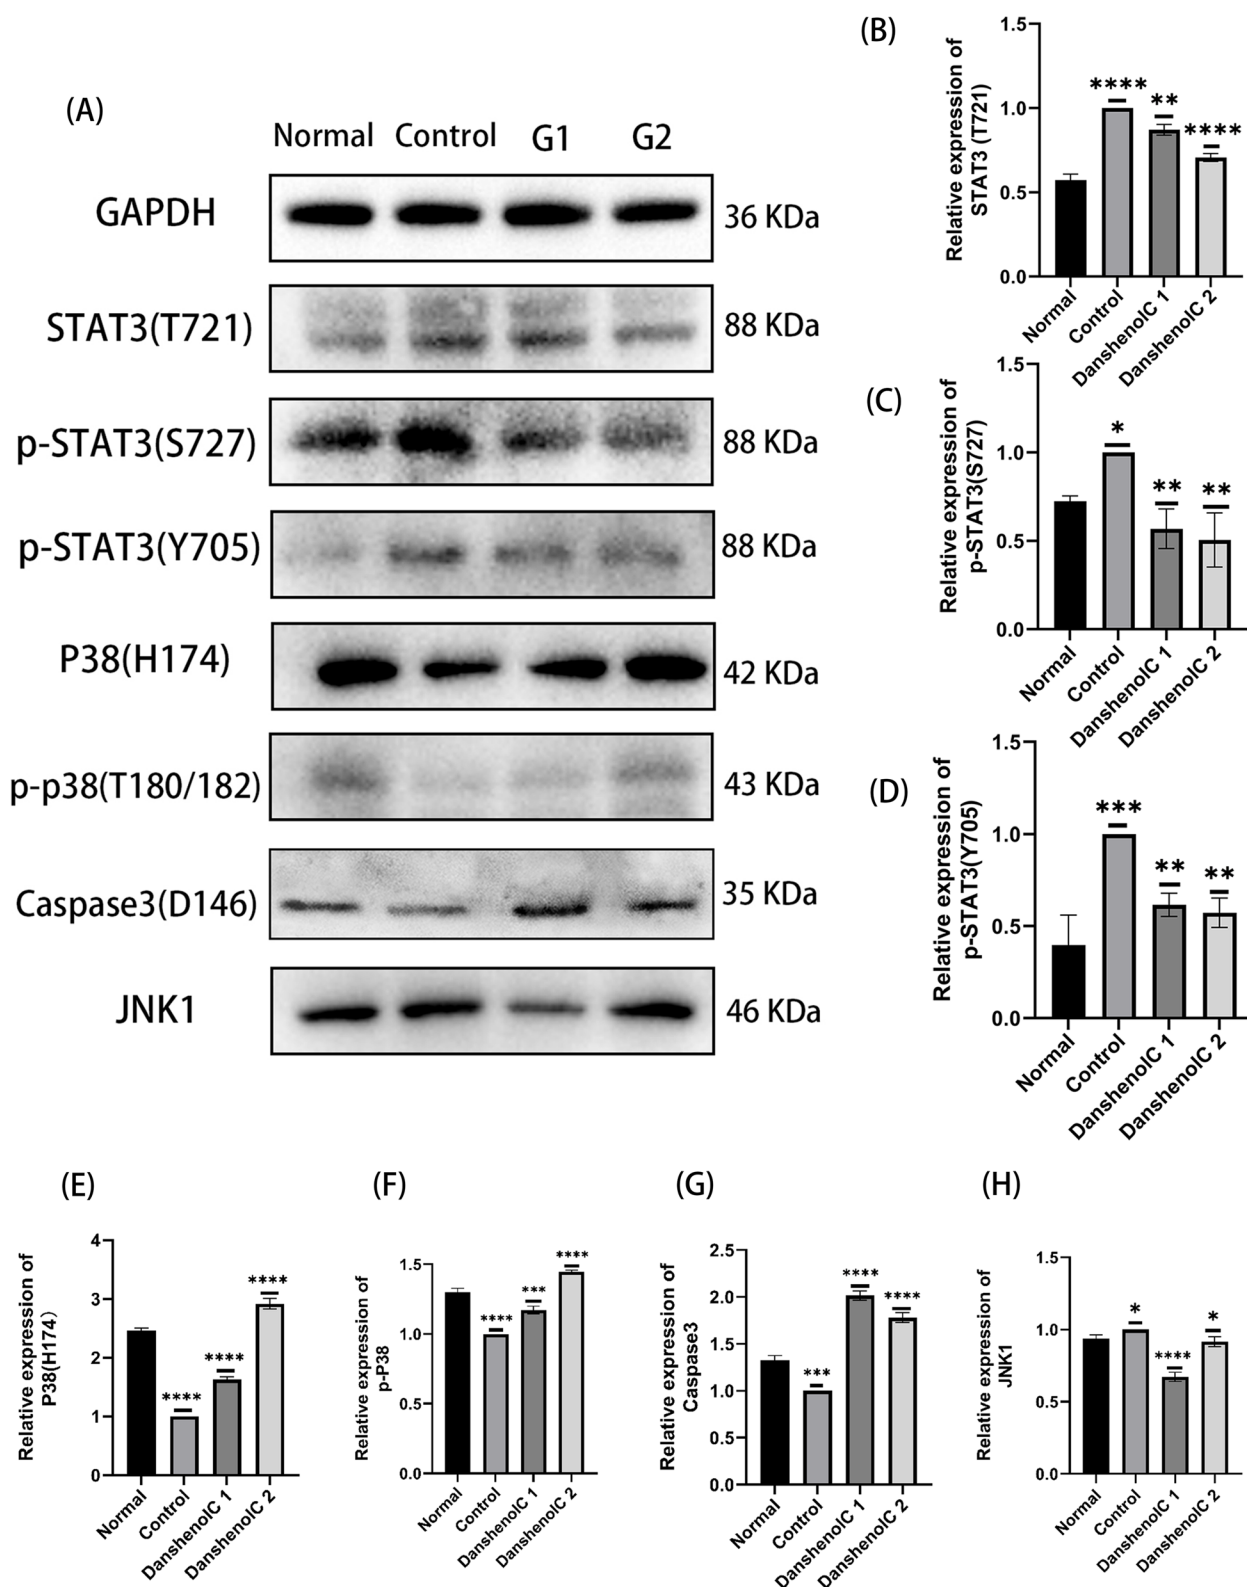 (A)
Normal Control G1 G2
GAPDH 36 KDa
STAT3(T721) 88 KDa
p-STAT3(S727) 88 KDa
p-STAT3(Y705) 88 KDa
P38(H174) 42 KDa
p-p38(T180/182) 43 KDa
Caspase3(D146) 35 KDa
JNK1 46 KDa
(B)
Relative expression of
STAT3 (T721)
1.5
1.0
0.5
0.0
**** ** ****
Normal
Control
DanshenolC 1
DanshenolC 2
(C)
Relative expression of
p-STAT3(S727)
1.5
1.0
0.5
0.0
* ** **
Normal
Control
DanshenolC 1
DanshenolC 2
(D)
Relative expression of
p-STAT3(Y705)
1.5
1.0
0.5
0.0
*** ** **
Normal
Control
DanshenolC 1
DanshenolC 2
(E)
Relative expression of
P38(H174)
4
3
2
1
0
**** **** ****
Normal
Control
DanshenolC 1
DanshenolC 2
(F)
Relative expression of
p-P38
1.5
1.0
0.5
0.0
**** *** ****
Normal
Control
DanshenolC 1
DanshenolC 2
(G)
Relative expression of
Caspase3
2.5
2.0
1.5
1.0
0.5
0.0
*** **** ****
Normal
Control
DanshenolC 1
DanshenolC 2
(H)
Relative expression of
JNK1
1.5
1.0
0.5
0.0
* **** *
Normal
Control
DanshenolC 1
DanshenolC 2